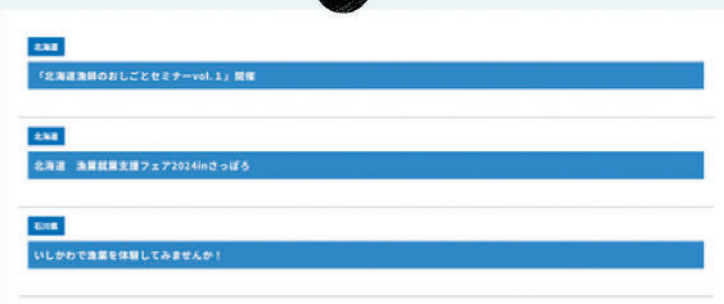 北海道
「北海道漁師のおしごとセミナーvol.1」開催
北海道
北海道　漁業就業支援フェア2024inさっぽろ
石川県
いしかわで漁業を体験してみませんか！